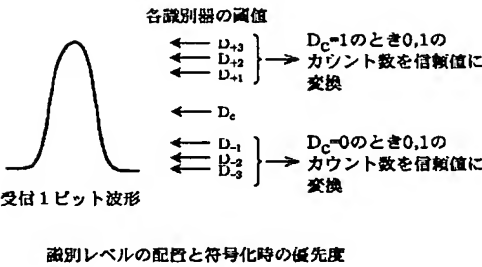 各識別器の閾値
D+3
D+2
D+1
Dc
D-1
D-2
D-3
Dc=1のとき0,1の
カウント数を信頼値に
変換
Dc=0のとき0,1の
カウント数を信頼値に
変換
受信1ビット波形
識別レベルの配置と符号化時の優先度